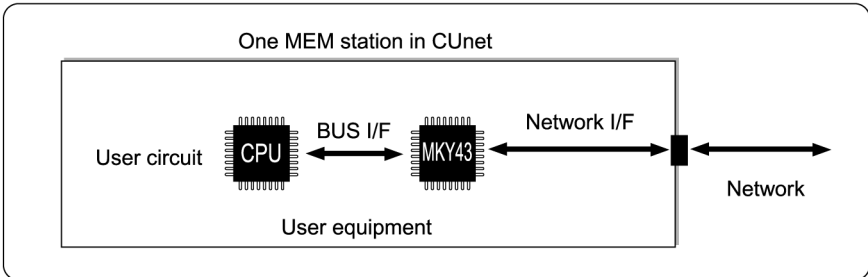 One MEM station in CUnet
User circuit
CPU
BUS I/F
MKY43
Network I/F
Network
User equipment